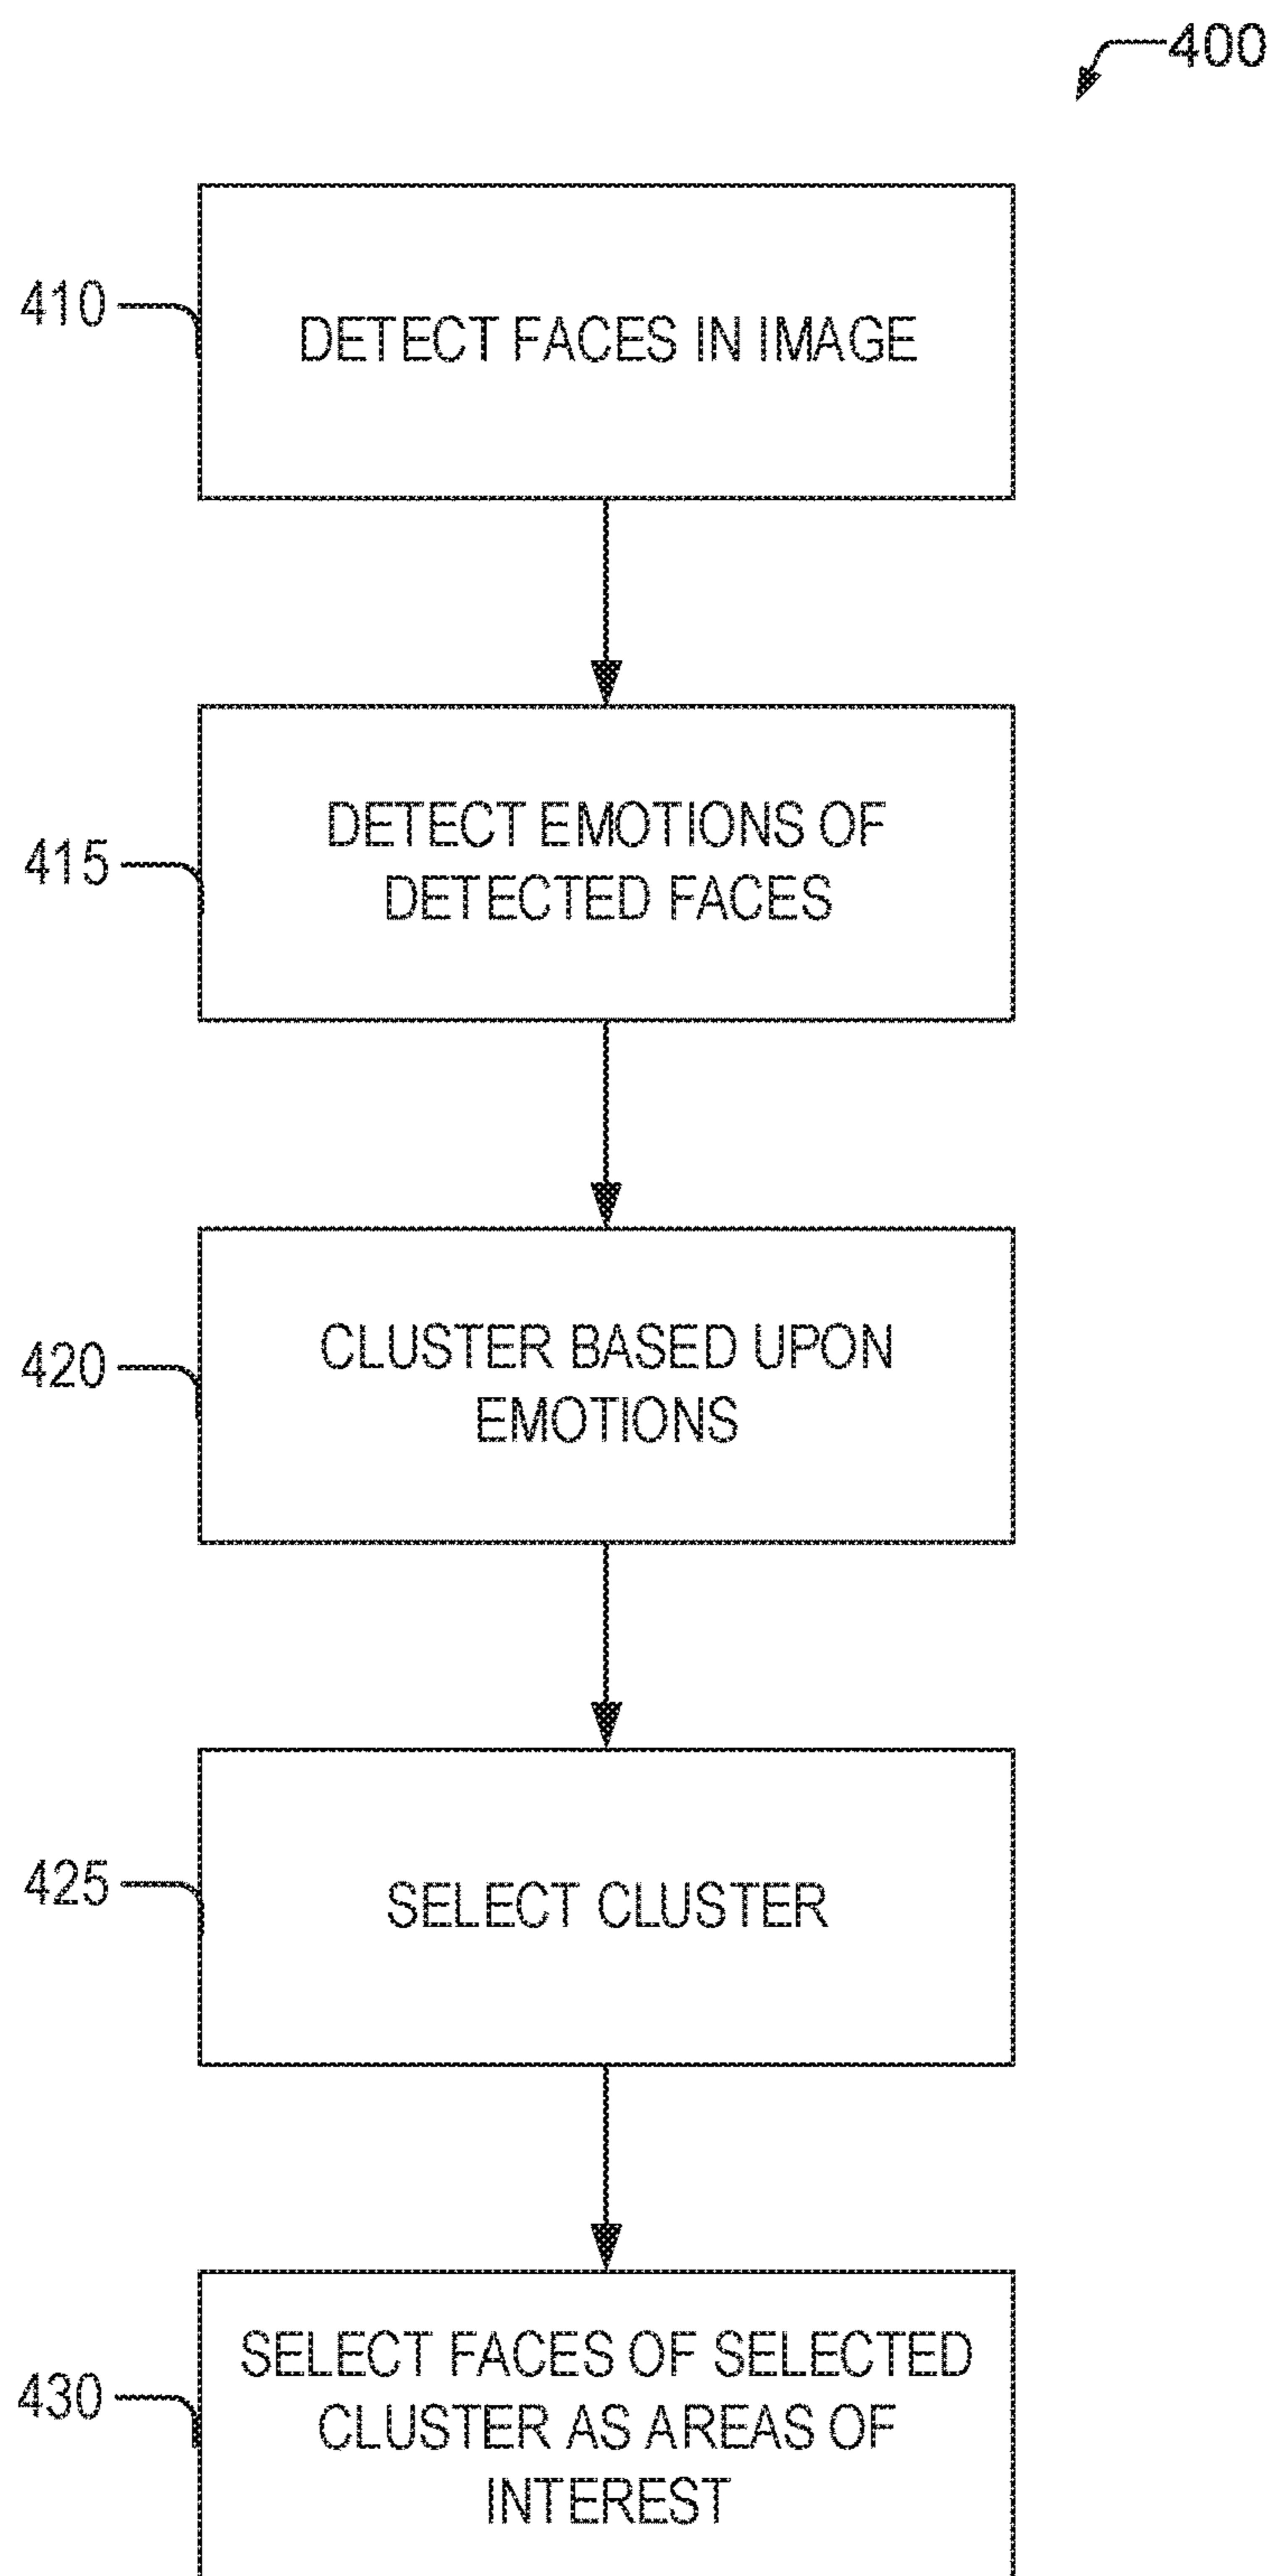 400
410
DETECT FACES IN IMAGE
415
DETECT EMOTIONS OF
DETECTED FACES
420
CLUSTER BASED UPON
EMOTIONS
425
SELECT CLUSTER
430
SELECT FACES OF SELECTED
CLUSTER AS AREAS OF
INTEREST